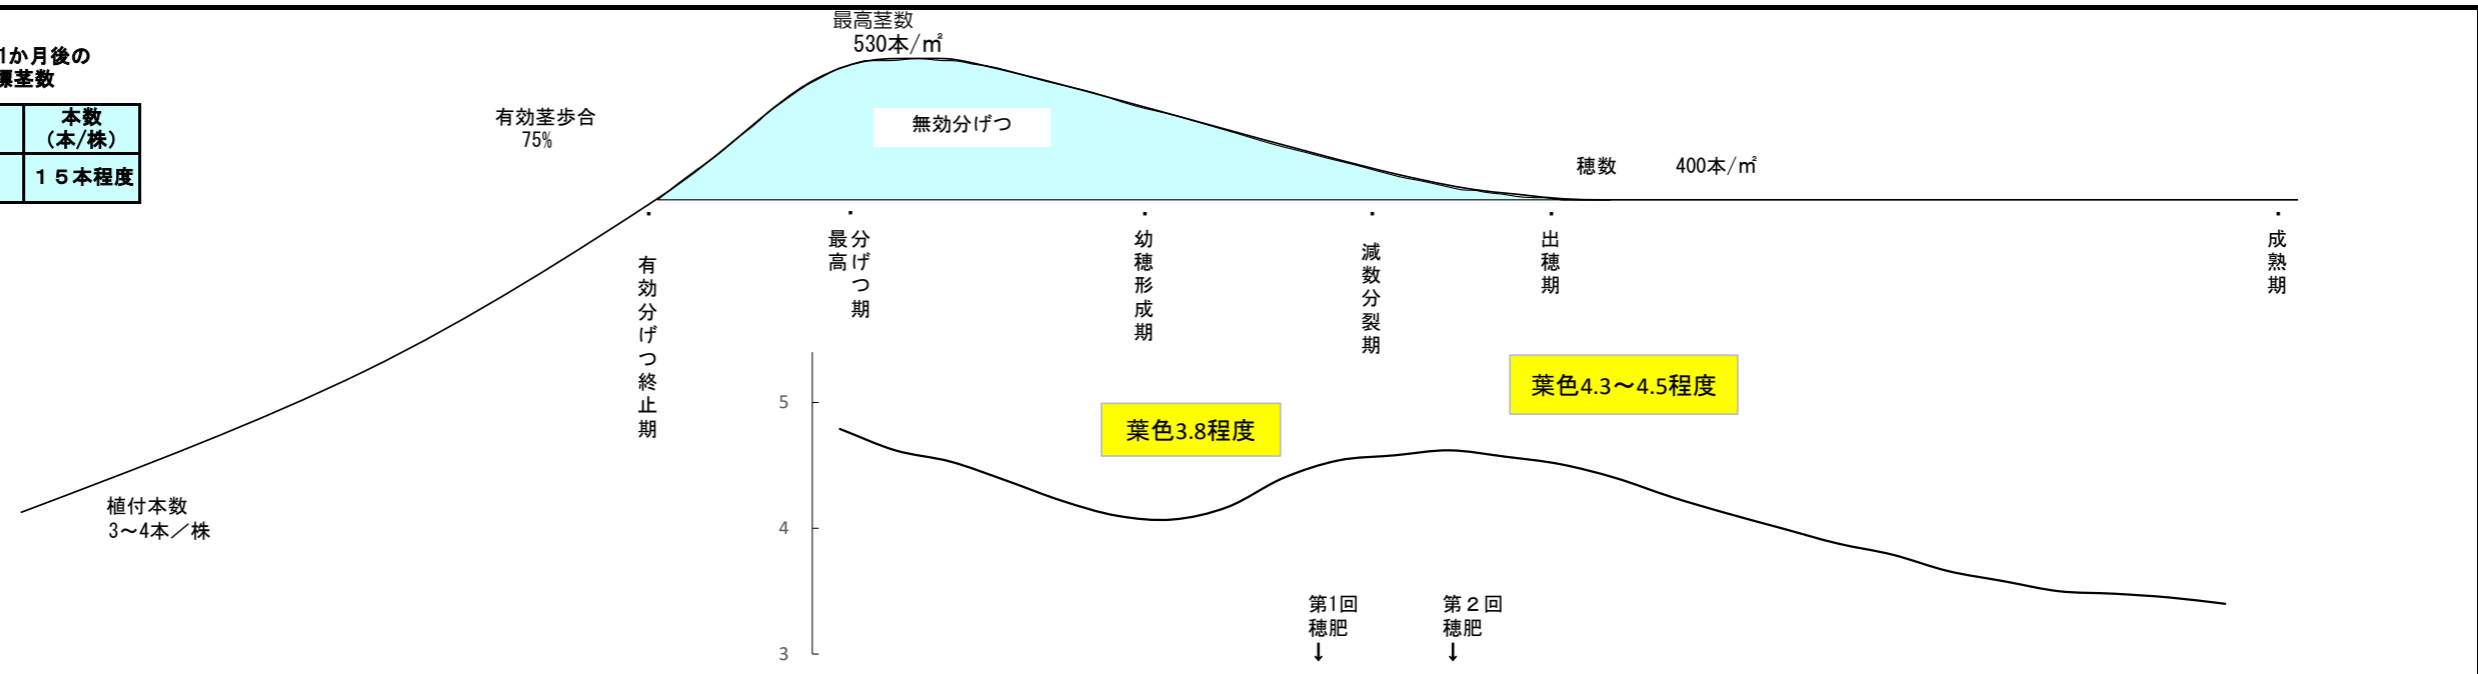 最高茎数
530本/㎡
1か月後の
標茎数
本数
(本/株)
１５本程度
有効茎歩合
75%
無効分げつ
穂数 400本/㎡
有効分げつ終止期
最高分げつ期
幼穂形成期
減数分裂期
出穂期
成熟期
葉色4.3～4.5程度
葉色3.8程度
5
4
3
植付本数
3～4本／株
第1回
穂肥
↓
第２回
穂肥
↓